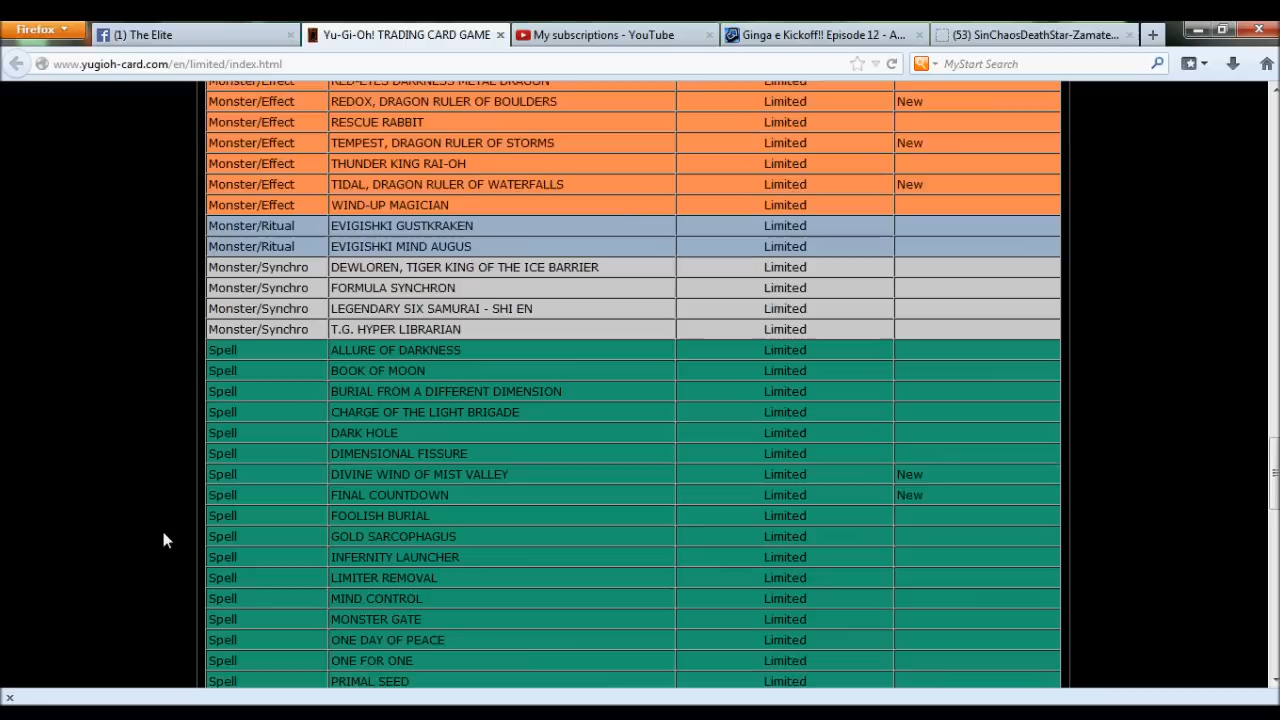 Firefox
(1) The Elite
Yu-Gi-Oh! TRADING CARD GAME
My subscriptions - YouTube
Ginga e Kickoff!! Episode 12 - A...
(53) SinChaosDeathStar-Zamate...
www.yugioh-card.com/en/limited/index.html
MyStart Search
Monster/Effect RED-EYES DARKNESS METAL DRAGON Limited
Monster/Effect REDOX, DRAGON RULER OF BOULDERS Limited New
Monster/Effect RESCUE RABBIT Limited
Monster/Effect TEMPEST, DRAGON RULER OF STORMS Limited New
Monster/Effect THUNDER KING RAI-OH Limited
Monster/Effect TIDAL, DRAGON RULER OF WATERFALLS Limited New
Monster/Effect WIND-UP MAGICIAN Limited
Monster/Ritual EVIGISHKI GUSTKRAKEN Limited
Monster/Ritual EVIGISHKI MIND AUGUS Limited
Monster/Synchro DEWLOREN, TIGER KING OF THE ICE BARRIER Limited
Monster/Synchro FORMULA SYNCHRON Limited
Monster/Synchro LEGENDARY SIX SAMURAI - SHI EN Limited
Monster/Synchro T.G. HYPER LIBRARIAN Limited
Spell ALLURE OF DARKNESS Limited
Spell BOOK OF MOON Limited
Spell BURIAL FROM A DIFFERENT DIMENSION Limited
Spell CHARGE OF THE LIGHT BRIGADE Limited
Spell DARK HOLE Limited
Spell DIMENSIONAL FISSURE Limited
Spell DIVINE WIND OF MIST VALLEY Limited New
Spell FINAL COUNTDOWN Limited New
Spell FOOLISH BURIAL Limited
Spell GOLD SARCOPHAGUS Limited
Spell INFERNITY LAUNCHER Limited
Spell LIMITER REMOVAL Limited
Spell MIND CONTROL Limited
Spell MONSTER GATE Limited
Spell ONE DAY OF PEACE Limited
Spell ONE FOR ONE Limited
Spell PRIMAL SEED Limited